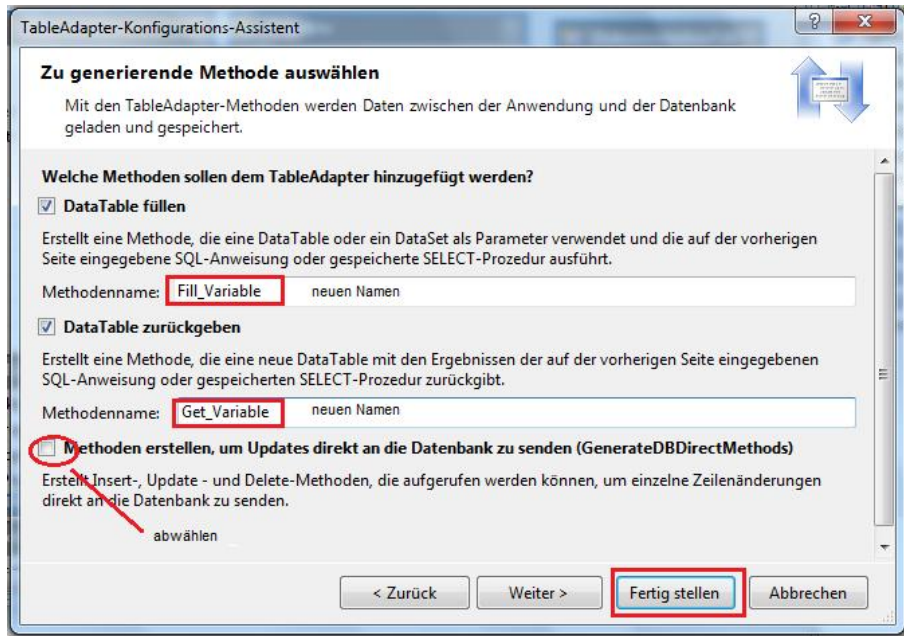 TableAdapter-Konfigurations-Assistent
Zu generierende Methode auswählen
Mit den TableAdapter-Methoden werden Daten zwischen der Anwendung und der Datenbank
geladen und gespeichert.
Welche Methoden sollen dem TableAdapter hinzugefügt werden?
DataTable füllen
Erstellt eine Methode, die eine DataTable oder ein DataSet als Parameter verwendet und die auf der vorherigen
Seite eingegebene SQL-Anweisung oder gespeicherte SELECT-Prozedur ausführt.
Methodenname: Fill_Variable neuen Namen
DataTable zurückgeben
Erstellt eine Methode, die eine neue DataTable mit den Ergebnissen der auf der vorherigen Seite eingegebenen
SQL-Anweisung oder gespeicherten SELECT-Prozedur zurückgibt.
Methodenname: Get_Variable neuen Namen
Methoden erstellen, um Updates direkt an die Datenbank zu senden (GenerateDBDirectMethods)
Erstellt Insert-, Update - und Delete-Methoden, die aufgerufen werden können, um einzelne Zeilenänderungen
direkt an die Datenbank zu senden.
abwählen
< Zurück Weiter > Fertig stellen Abbrechen